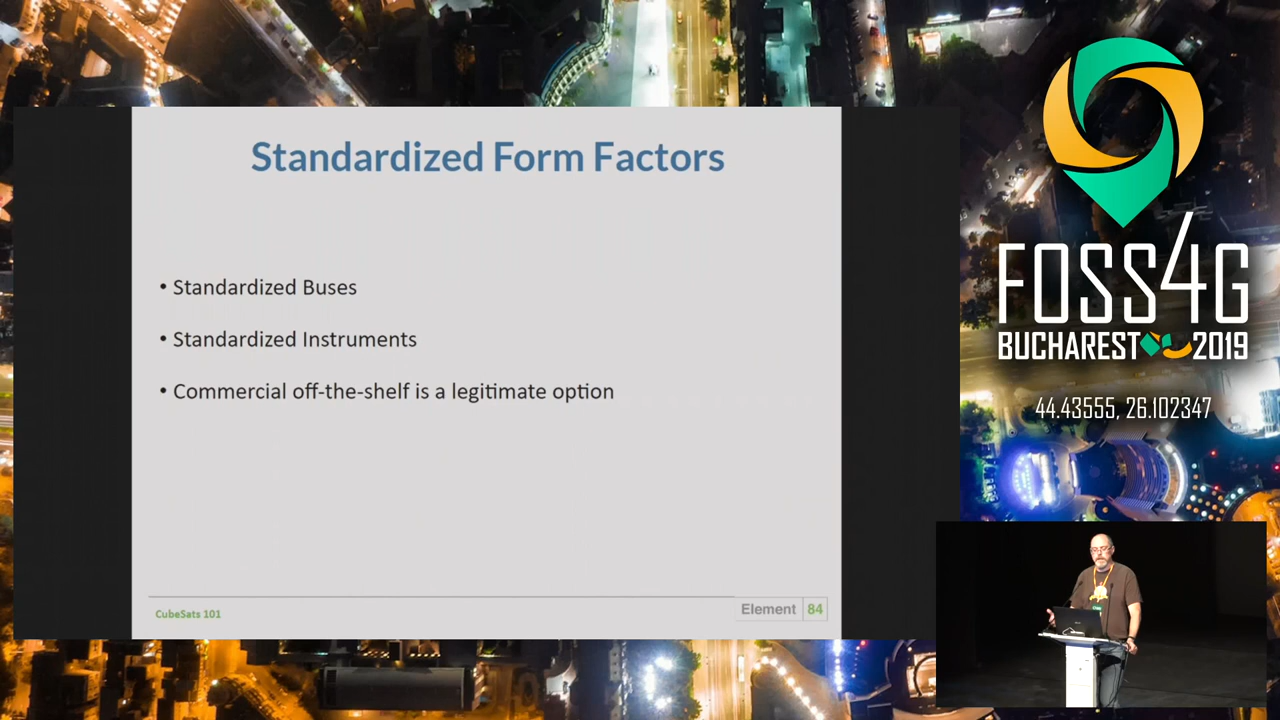 Standardized Form Factors
• Standardized Buses
• Standardized Instruments
• Commercial off-the-shelf is a legitimate option
CubeSats 101
Element 84
FOSS4G
BUCHAREST 2019
44.43555, 26.102347